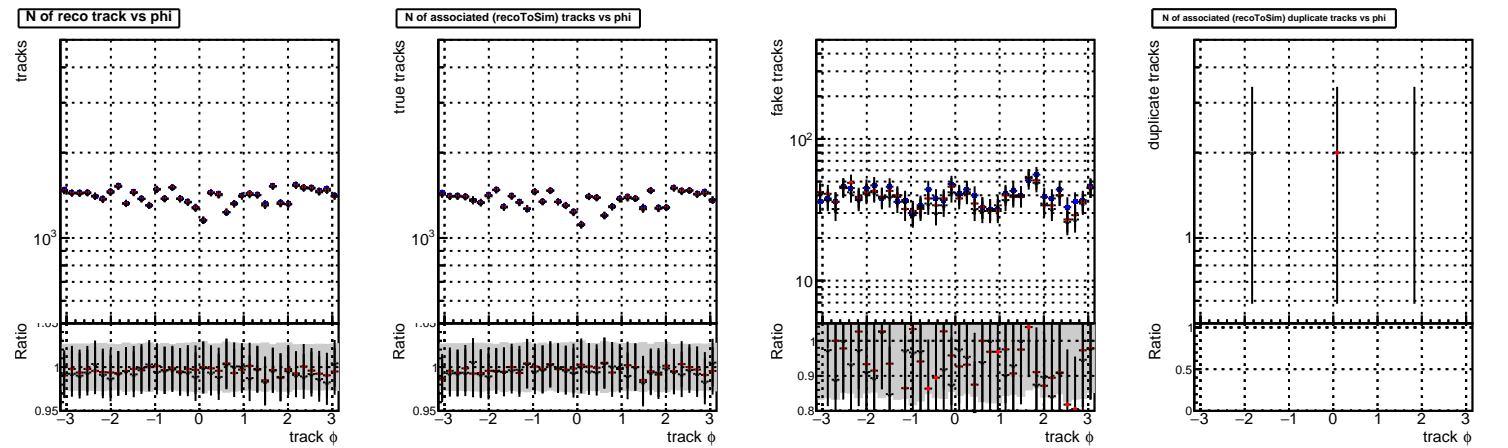 N of reco track vs phi
tracks
10³
Ratio
1.05
1
0.95
−3 −2 −1 0 1 2 3
track ϕ
N of associated (recoToSim) tracks vs phi
true tracks
10³
Ratio
1.05
1
0.95
−3 −2 −1 0 1 2 3
track ϕ
fake tracks
10²
10
Ratio
1
0.9
0.8
−3 −2 −1 0 1 2 3
track ϕ
N of associated (recoToSim) duplicate tracks vs phi
duplicate tracks
1
Ratio
1
0.5
0
−3 −2 −1 0 1 2 3
track ϕ